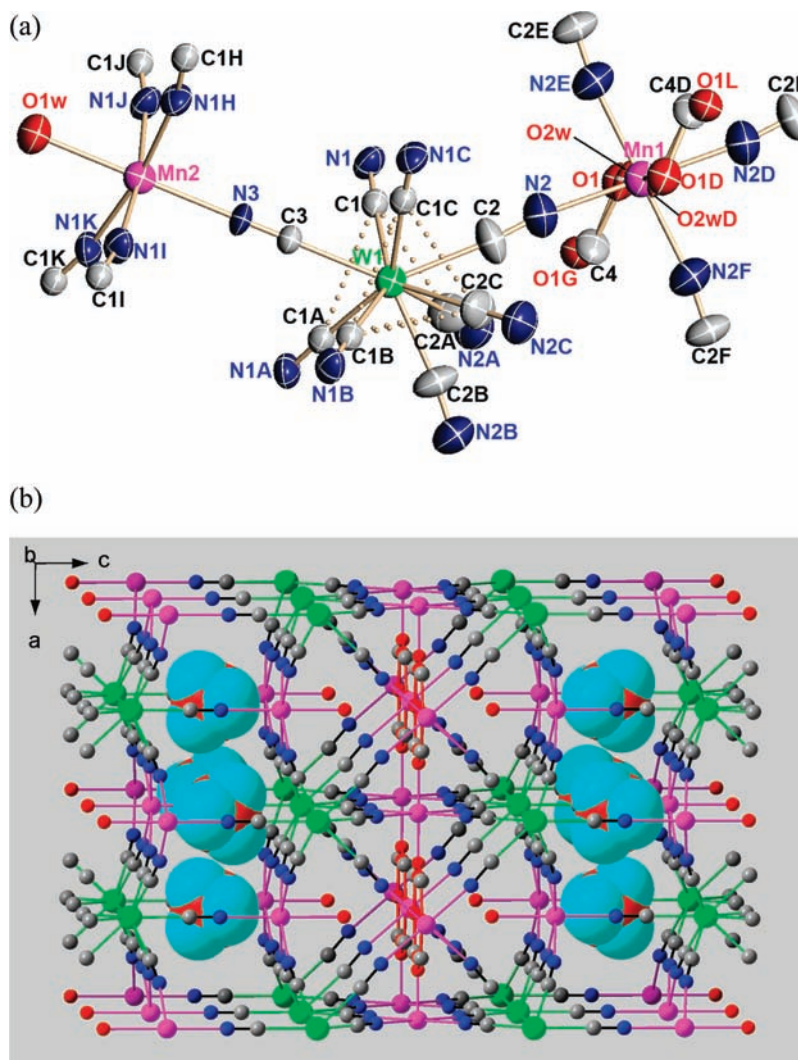 (a)
C2E
C1J
C1H
N2E
C4D
O1L
C2
O1w
N1J
N1H
N1
N1C
O2w
Mn1
Mn2
N3
C1
C1C
C2
N2
O1
O1D
N2D
N1K
N1I
C3
W1
O2wD
C1K
C1I
O1G
C4
N2F
C1A
C2C
N1A
C1B
C2A
N2C
N2A
C2F
N1B
C2B
N2B
(b)
b
c
a